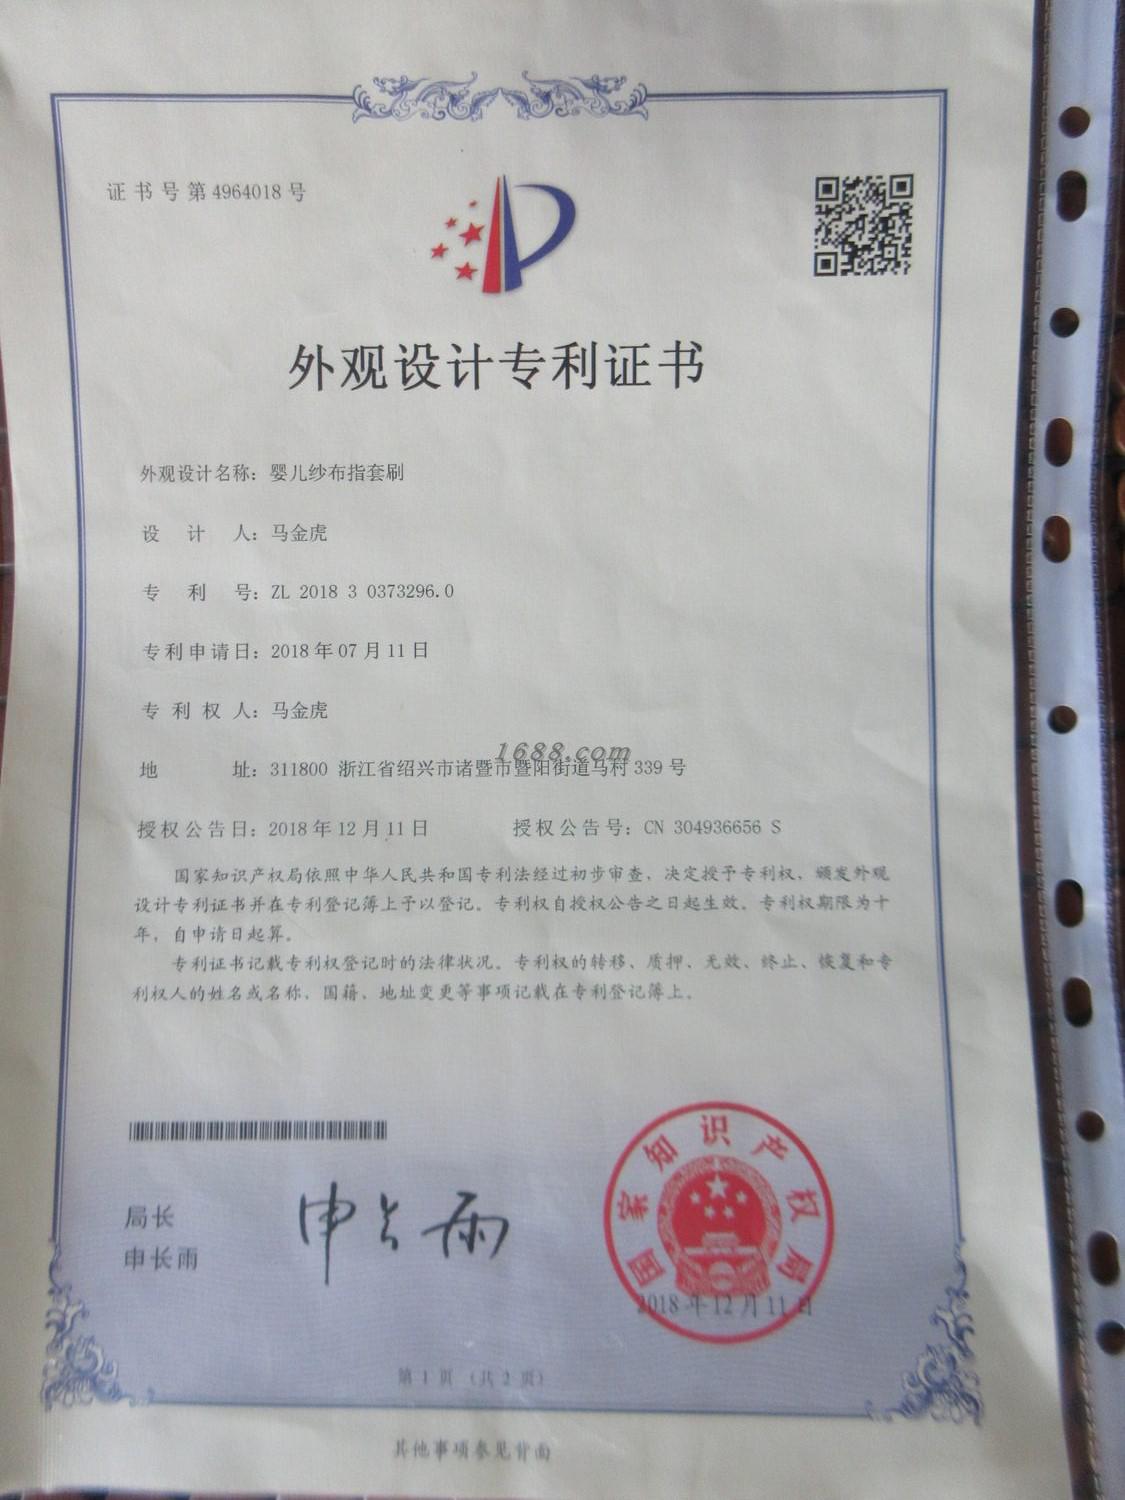 证书号第4964018号
外观设计专利证书
外观设计名称：婴儿纱布指套刷
设计人：马金虎
专利号：ZL 2018 3 0373296.0
专利申请日：2018年07月11日
专利权人：马金虎
1688.com
地址：311800 浙江省绍兴市诸暨市暨阳街道马村339号
授权公告日：2018年12月11日 授权公告号：CN 304936656 S
国家知识产权局依照中华人民共和国专利法经过初步审查，决定授予专利权，颁发外观
设计专利证书并在专利登记簿上予以登记。专利权自授权公告之日起生效。专利权期限为十
年，自申请日起算。
专利证书记载专利权登记时的法律状况。专利权的转移、质押、无效、终止、恢复和专
利权人的姓名或名称、国籍、地址变更等事项记载在专利登记簿上。
局长
申长雨
申长雨
国家知识产权局
2018年12月11日
第1页（共2页）
其他事项参见背面